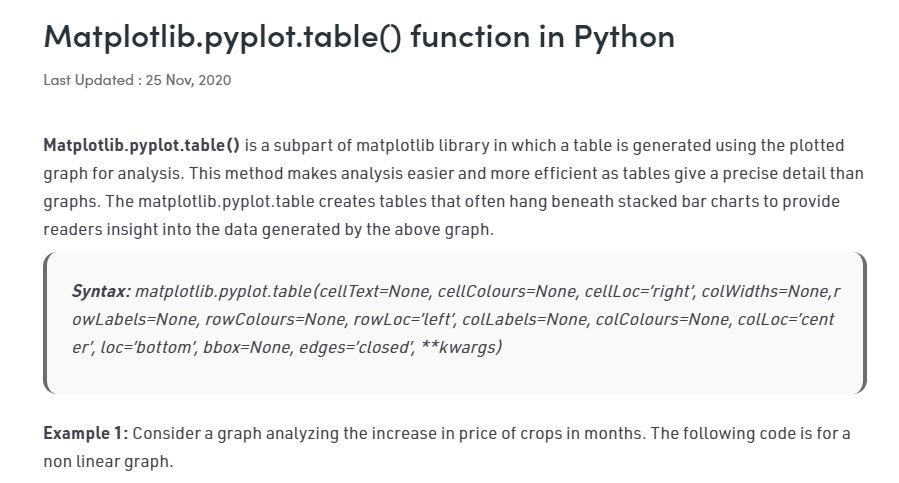 Matplotlib.pyplot.table() function in Python
Last Updated : 25 Nov, 2020
Matplotlib.pyplot.table() is a subpart of matplotlib library in which a table is generated using the plotted
graph for analysis. This method makes analysis easier and more efficient as tables give a precise detail than
graphs. The matplotlib.pyplot.table creates tables that often hang beneath stacked bar charts to provide
readers insight into the data generated by the above graph.
Syntax: matplotlib.pyplot.table(cellText=None, cellColours=None, cellLoc=’right’, colWidths=None,r
owLabels=None, rowColours=None, rowLoc=’left’, colLabels=None, colColours=None, colLoc=’cent
er’, loc=’bottom’, bbox=None, edges=’closed’, **kwargs)
Example 1: Consider a graph analyzing the increase in price of crops in months. The following code is for a
non linear graph.